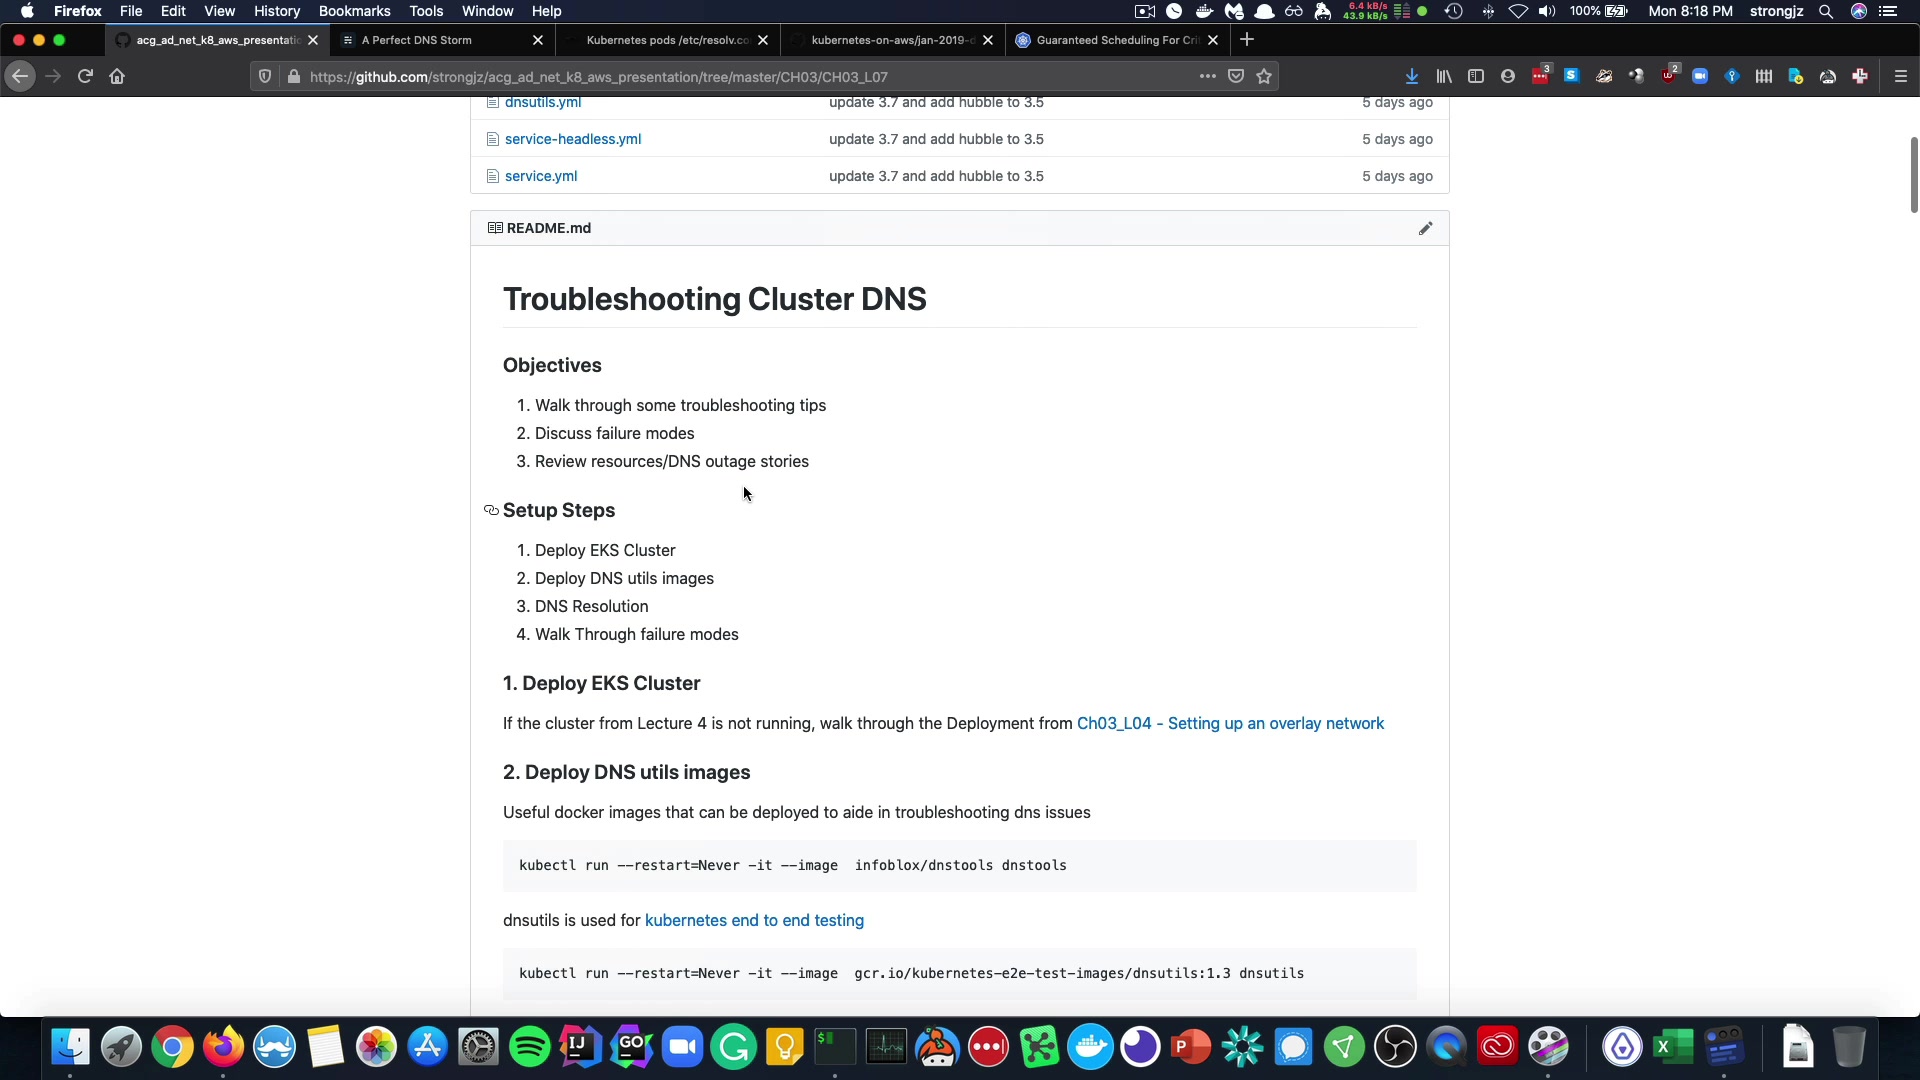 Firefox File Edit View History Bookmarks Tools Window Help 6.4 kB/s 43.9 kB/s 100% Mon 8:18 PM strongjz
acg_ad_net_k8_aws_presentatic A Perfect DNS Storm Kubernetes pods /etc/resolv.co kubernetes-on-aws/jan-2019-d Guaranteed Scheduling For Crit
https://github.com/strongjz/acg_ad_net_k8_aws_presentation/tree/master/CH03/CH03_L07 3 2
dnsutils.yml update 3.7 and add hubble to 3.5 5 days ago
service-headless.yml update 3.7 and add hubble to 3.5 5 days ago
service.yml update 3.7 and add hubble to 3.5 5 days ago
README.md
Troubleshooting Cluster DNS
Objectives
1. Walk through some troubleshooting tips
2. Discuss failure modes
3. Review resources/DNS outage stories
Setup Steps
1. Deploy EKS Cluster
2. Deploy DNS utils images
3. DNS Resolution
4. Walk Through failure modes
1. Deploy EKS Cluster
If the cluster from Lecture 4 is not running, walk through the Deployment from Ch03_L04 - Setting up an overlay network
2. Deploy DNS utils images
Useful docker images that can be deployed to aide in troubleshooting dns issues
kubectl run --restart=Never -it --image infoblox/dnstools dnstools
dnsutils is used for kubernetes end to end testing
kubectl run --restart=Never -it --image gcr.io/kubernetes-e2e-test-images/dnsutils:1.3 dnsutils
IJ GO $ P X